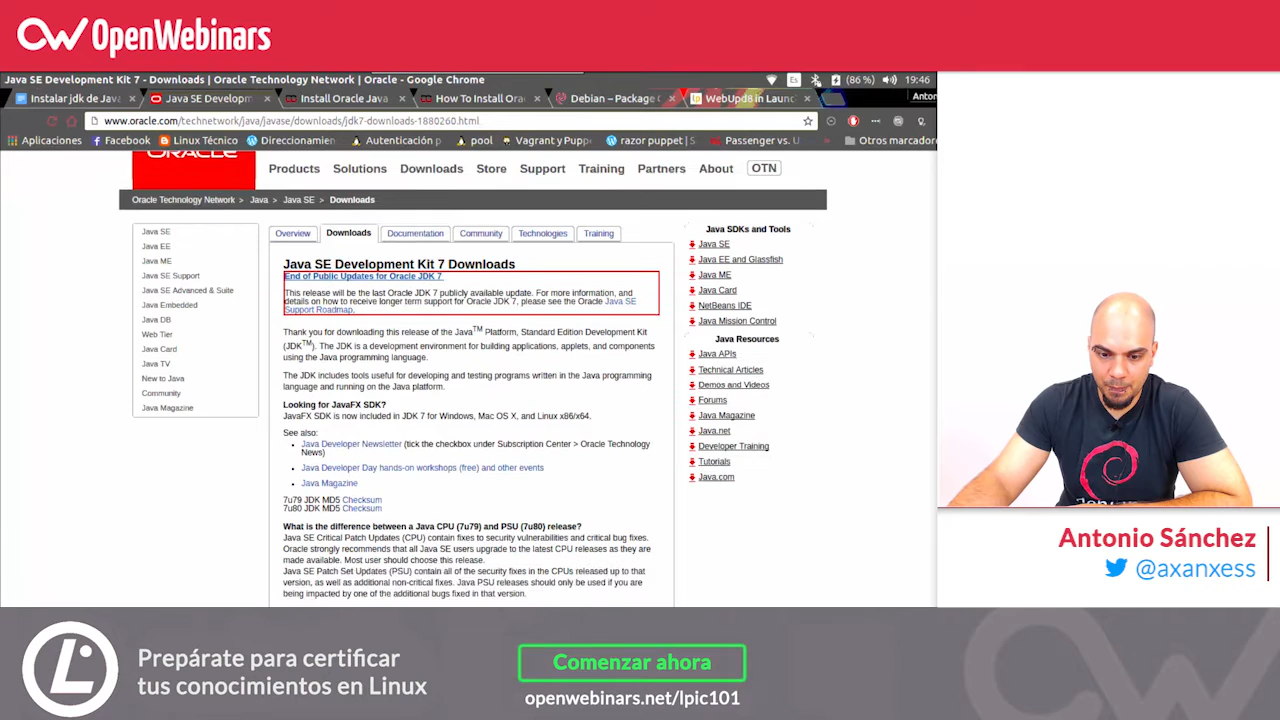 OpenWebinars
Java SE Development Kit 7 - Downloads | Oracle Technology Network | Oracle - Google Chrome
Es
(86 %)
19:46
Instalar jdk de Java
Java SE Developm
Install Oracle Java
How To Install Ora
Debian – Package
WebUpd8 in Launc
Anton
www.oracle.com/technetwork/java/javase/downloads/jdk7-downloads-1880260.html
Aplicaciones
Facebook
Linux Técnico
Direccionamien
Autenticación p
pool
Vagrant y Pupp
razor puppet | S
Passenger vs. U
»
Otros marcador
ORACLE
Products
Solutions
Downloads
Store
Support
Training
Partners
About
OTN
Oracle Technology Network > Java > Java SE > Downloads
Java SE
Java EE
Java ME
Java SE Support
Java SE Advanced & Suite
Java Embedded
Java DB
Web Tier
Java Card
Java TV
New to Java
Community
Java Magazine
Overview
Downloads
Documentation
Community
Technologies
Training
Java SE Development Kit 7 Downloads
End of Public Updates for Oracle JDK 7
This release will be the last Oracle JDK 7 publicly available update. For more information, and
details on how to receive longer term support for Oracle JDK 7, please see the Oracle Java SE
Support Roadmap.
Thank you for downloading this release of the Java™ Platform, Standard Edition Development Kit
(JDK™). The JDK is a development environment for building applications, applets, and components
using the Java programming language.
The JDK includes tools useful for developing and testing programs written in the Java programming
language and running on the Java platform.
Looking for JavaFX SDK?
JavaFX SDK is now included in JDK 7 for Windows, Mac OS X, and Linux x86/x64.
See also:
• Java Developer Newsletter (tick the checkbox under Subscription Center > Oracle Technology
News)
• Java Developer Day hands-on workshops (free) and other events
• Java Magazine
7u79 JDK MD5 Checksum
7u80 JDK MD5 Checksum
What is the difference between a Java CPU (7u79) and PSU (7u80) release?
Java SE Critical Patch Updates (CPU) contain fixes to security vulnerabilities and critical bug fixes.
Oracle strongly recommends that all Java SE users upgrade to the latest CPU releases as they are
made available. Most user should choose this release.
Java SE Patch Set Updates (PSU) contain all of the security fixes in the CPUs released up to that
version, as well as additional non-critical fixes. Java PSU releases should only be used if you are
being impacted by one of the additional bugs fixed in that version.
Java SDKs and Tools
Java SE
Java EE and Glassfish
Java ME
Java Card
NetBeans IDE
Java Mission Control
Java Resources
Java APIs
Technical Articles
Demos and Videos
Forums
Java Magazine
Java.net
Developer Training
Tutorials
Java.com
Antonio Sánchez
@axanxess
Prepárate para certificar
tus conocimientos en Linux
Comenzar ahora
openwebinars.net/lpic101